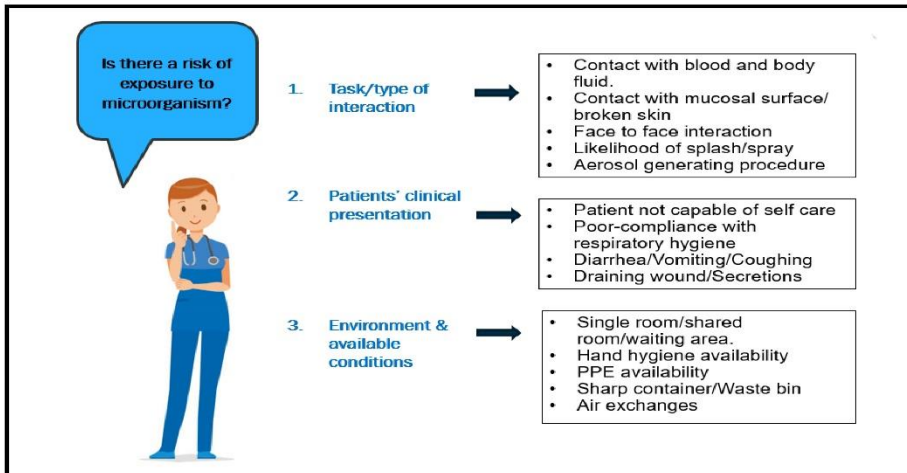 Is there a risk of
exposure to
microorganism?
1. Task/type of
interaction
• Contact with blood and body
fluid.
• Contact with mucosal surface/
broken skin
• Face to face interaction
• Likelihood of splash/spray
• Aerosol generating procedure
2. Patients' clinical
presentation
• Patient not capable of self care
• Poor-compliance with
respiratory hygiene
• Diarrhea/Vomiting/Coughing
• Draining wound/Secretions
3. Environment &
available
conditions
• Single room/shared
room/waiting area.
• Hand hygiene availability
• PPE availability
• Sharp container/Waste bin
• Air exchanges